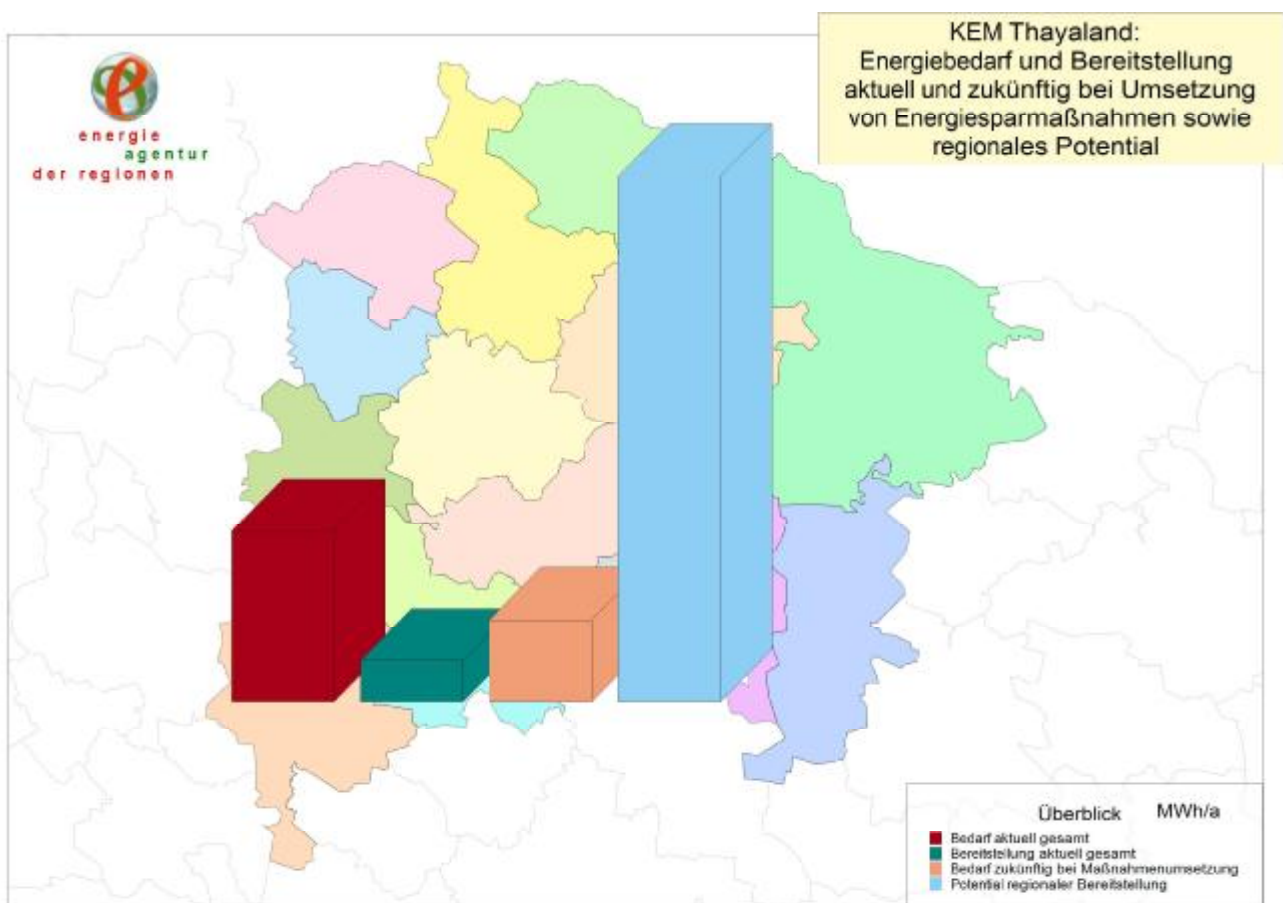 energie
agentur
der regionen
KEM Thayaland:
Energiebedarf und Bereitstellung
aktuell und zukünftig bei Umsetzung
von Energiesparmaßnahmen sowie
regionales Potential
Überblick MWh/a
Bedarf aktuell gesamt
Bereitstellung aktuell gesamt
Bedarf zukünftig bei Maßnahmenumsetzung
Potential regionaler Bereitstellung